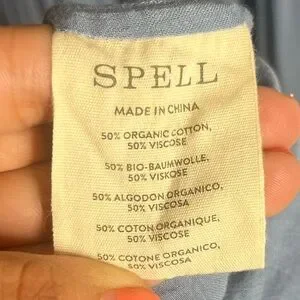 SPELL
MADE IN CHINA
50% ORGANIC COTTON,
50% VISCOSE
50% BIO-BAUMWOLLE,
50% VISKOSE
50% ALGODON ORGANICO,
50% VISCOSA
50% COTON ORGANIQUE,
50% VISCOSE
50% COTONE ORGANICO,
50% VISCOSA